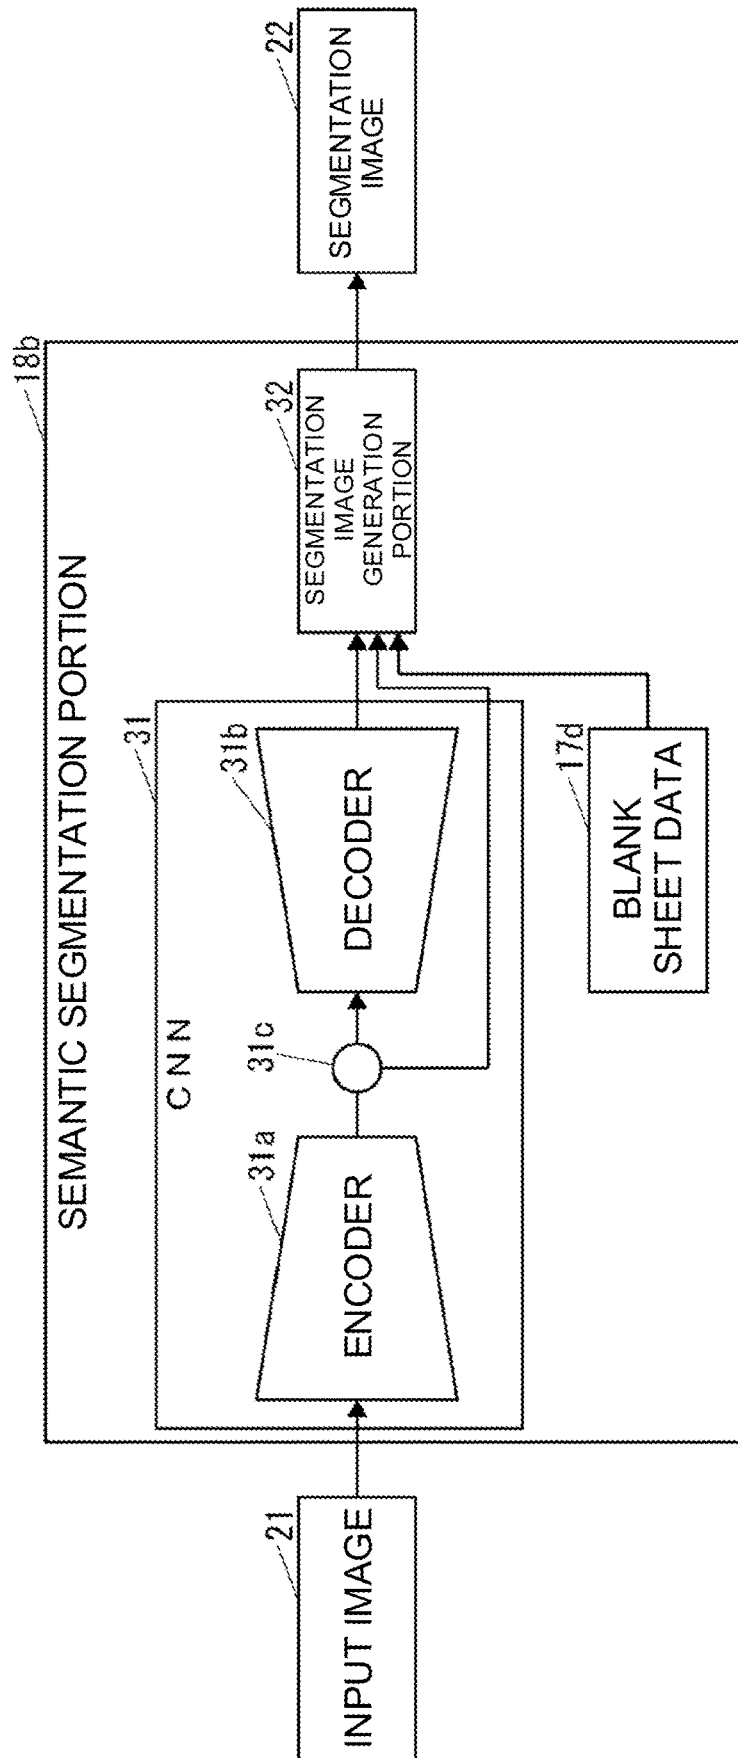 SEMANTIC SEGMENTATION PORTION
18b
CNN
31
INPUT IMAGE
21
ENCODER
31a
31c
DECODER
31b
SEGMENTATION
IMAGE
GENERATION
PORTION
32
SEGMENTATION
IMAGE
22
BLANK
SHEET DATA
17d